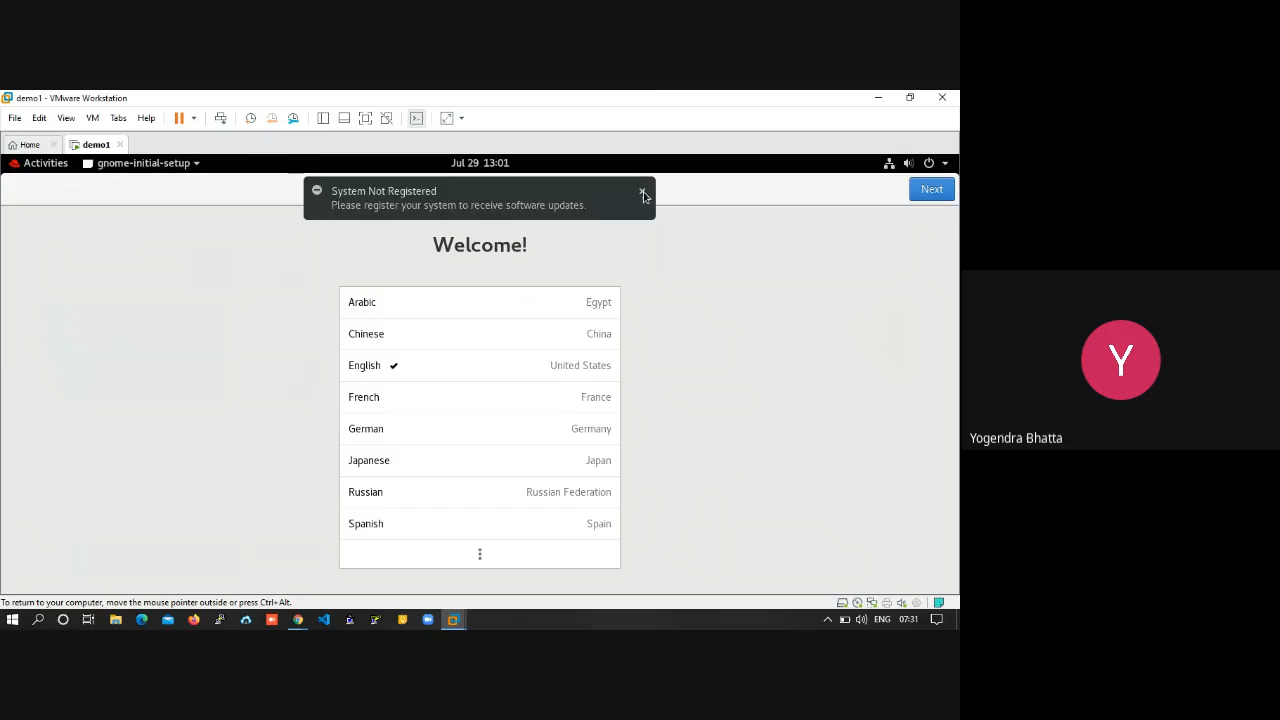 demo1 - VMware Workstation
File Edit View VM Tabs Help
Home demo1
Activities gnome-initial-setup Jul 29 13:01
System Not Registered
Please register your system to receive software updates.
Next
Welcome!
Arabic Egypt
Chinese China
English United States
French France
German Germany
Japanese Japan
Russian Russian Federation
Spanish Spain
To return to your computer, move the mouse pointer outside or press Ctrl+Alt.
ENG 07:31
Y
Yogendra Bhatta